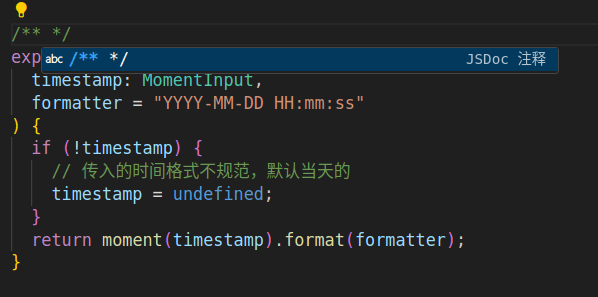 /** */
exp
abc /** */ JSDoc 注释
timestamp: MomentInput,
formatter = "YYYY-MM-DD HH:mm:ss"
) {
if (!timestamp) {
// 传入的时间格式不规范，默认当天的
timestamp = undefined;
}
return moment(timestamp).format(formatter);
}